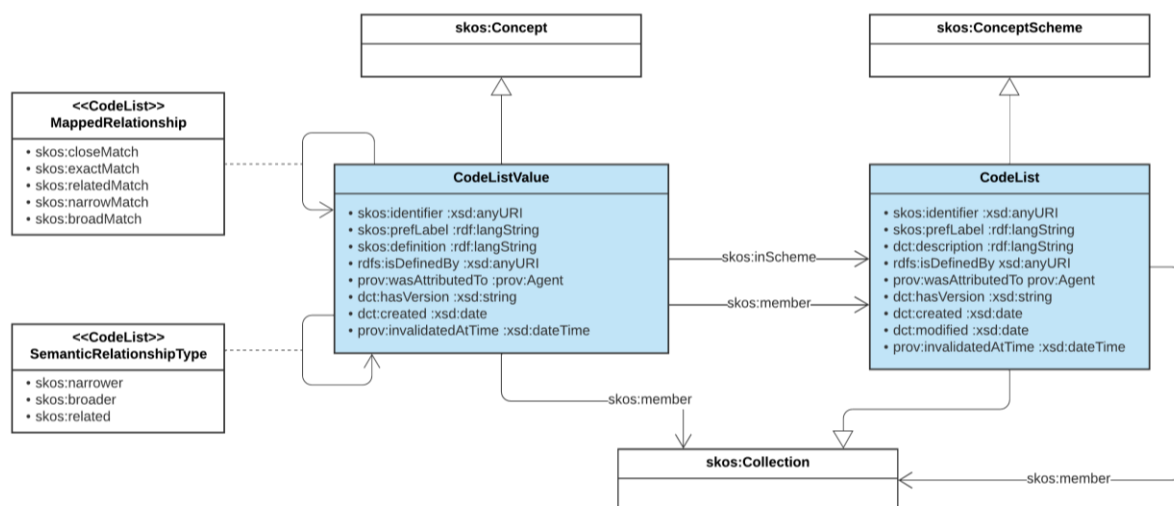 skos:Concept
skos:ConceptScheme
<<CodeList>>
MappedRelationship
• skos:closeMatch
• skos:exactMatch
• skos:relatedMatch
• skos:narrowMatch
• skos:broadMatch
CodeListValue
• skos:identifier :xsd:anyURI
• skos:prefLabel :rdf:langString
• skos:definition :rdf:langString
• rdfs:isDefinedBy :xsd:anyURI
• prov:wasAttributedTo :prov:Agent
• dct:hasVersion :xsd:string
• dct:created :xsd:date
• prov:invalidatedAtTime :xsd:dateTime
skos:inScheme
skos:member
CodeList
• skos:identifier :xsd:anyURI
• skos:prefLabel :rdf:langString
• dct:description :rdf:langString
• rdfs:isDefinedBy xsd:anyURI
• prov:wasAttributedTo prov:Agent
• dct:hasVersion :xsd:string
• dct:created :xsd:date
• dct:modified :xsd:date
• prov:invalidatedAtTime :xsd:dateTime
<<CodeList>>
SemanticRelationshipType
• skos:narrower
• skos:broader
• skos:related
skos:member
skos:Collection
skos:member